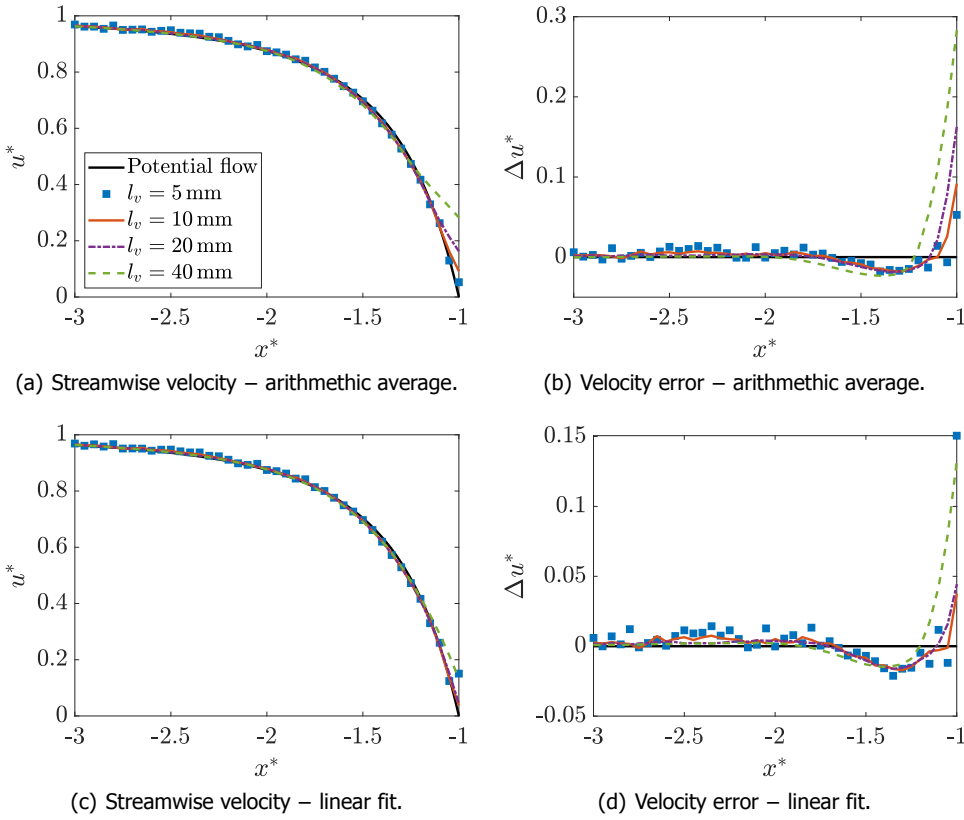 1
0.8
0.6
0.4
0.2
0
u*
Potential flow
l_v = 5 mm
l_v = 10 mm
l_v = 20 mm
l_v = 40 mm
-3 -2.5 -2 -1.5 -1
x*
(a) Streamwise velocity – arithmethic average.
0.3
0.2
0.1
0
Δu*
-3 -2.5 -2 -1.5 -1
x*
(b) Velocity error – arithmethic average.
1
0.8
0.6
0.4
0.2
0
u*
-3 -2.5 -2 -1.5 -1
x*
(c) Streamwise velocity – linear fit.
0.15
0.1
0.05
0
-0.05
Δu*
-3 -2.5 -2 -1.5 -1
x*
(d) Velocity error – linear fit.